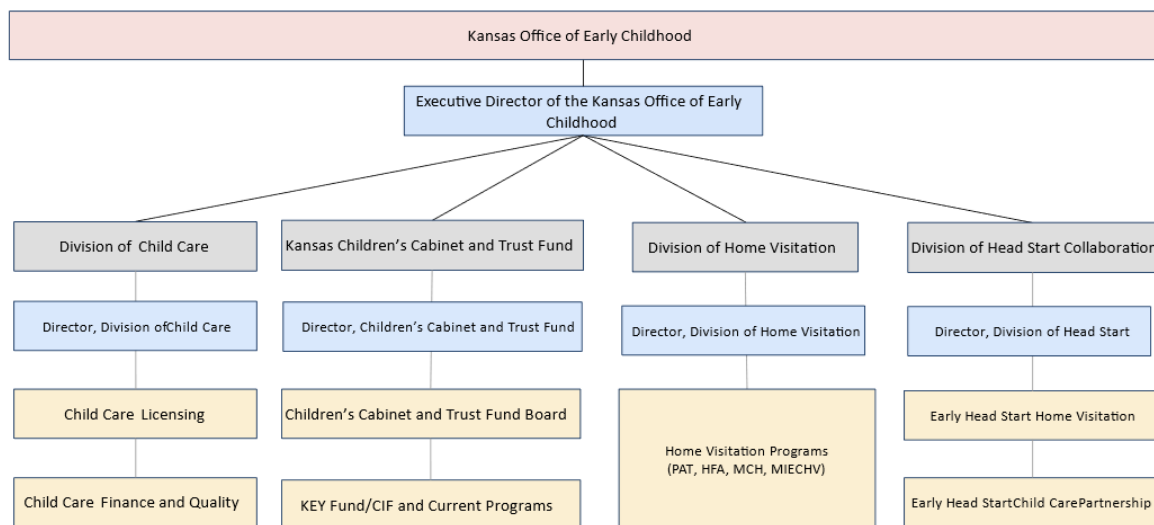 Kansas Office of Early Childhood
Executive Director of the Kansas Office of Early
Childhood
Division of Child Care
Kansas Children's Cabinet and Trust Fund
Division of Home Visitation
Division of Head Start Collaboration
Director, Division ofChild Care
Director, Children's Cabinet and Trust Fund
Director, Division of Home Visitation
Director, Division of Head Start
Child Care Licensing
Children's Cabinet and Trust Fund Board
Home Visitation Programs
(PAT, HFA, MCH, MIECHV)
Early Head Start Home Visitation
Child Care Finance and Quality
KEY Fund/CIF and Current Programs
Early Head StartChild CarePartnership